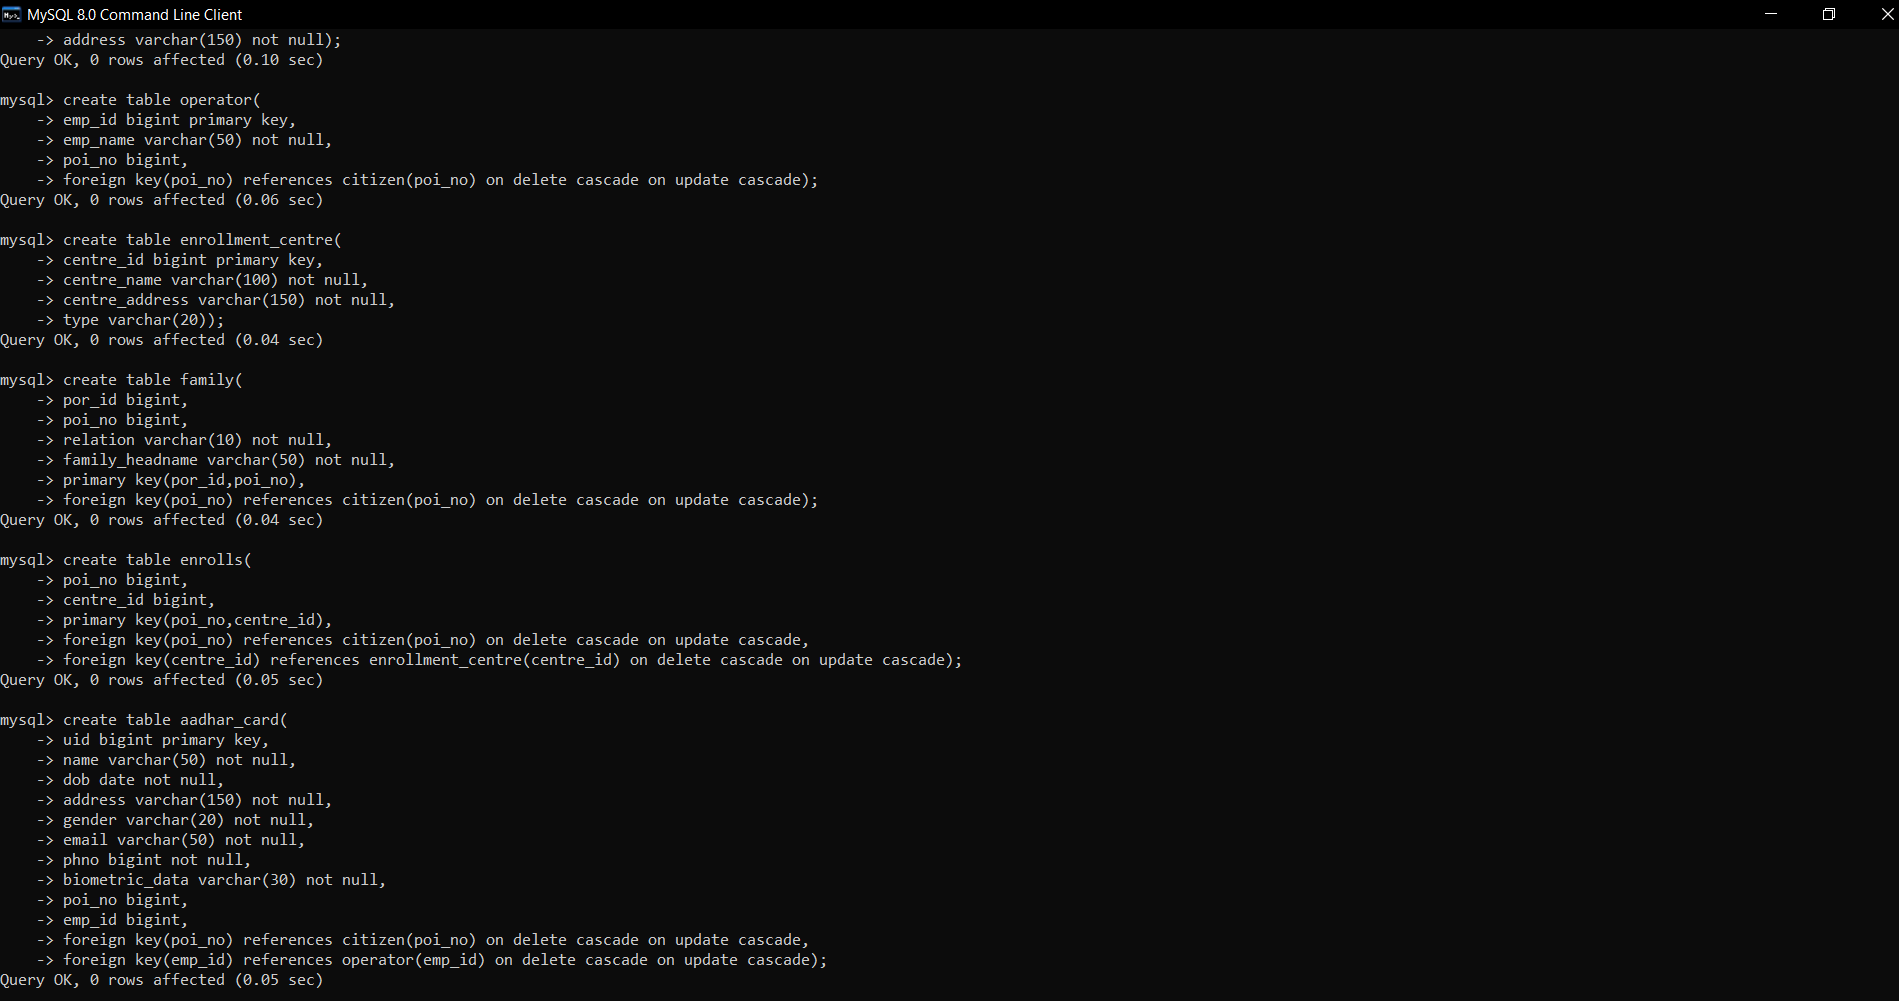 MySQL 8.0 Command Line Client
    -> address varchar(150) not null);
Query OK, 0 rows affected (0.10 sec)

mysql> create table operator(
    -> emp_id bigint primary key,
    -> emp_name varchar(50) not null,
    -> poi_no bigint,
    -> foreign key(poi_no) references citizen(poi_no) on delete cascade on update cascade);
Query OK, 0 rows affected (0.06 sec)

mysql> create table enrollment_centre(
    -> centre_id bigint primary key,
    -> centre_name varchar(100) not null,
    -> centre_address varchar(150) not null,
    -> type varchar(20));
Query OK, 0 rows affected (0.04 sec)

mysql> create table family(
    -> por_id bigint,
    -> poi_no bigint,
    -> relation varchar(10) not null,
    -> family_headname varchar(50) not null,
    -> primary key(por_id,poi_no),
    -> foreign key(poi_no) references citizen(poi_no) on delete cascade on update cascade);
Query OK, 0 rows affected (0.04 sec)

mysql> create table enrolls(
    -> poi_no bigint,
    -> centre_id bigint,
    -> primary key(poi_no,centre_id),
    -> foreign key(poi_no) references citizen(poi_no) on delete cascade on update cascade,
    -> foreign key(centre_id) references enrollment_centre(centre_id) on delete cascade on update cascade);
Query OK, 0 rows affected (0.05 sec)

mysql> create table aadhar_card(
    -> uid bigint primary key,
    -> name varchar(50) not null,
    -> dob date not null,
    -> address varchar(150) not null,
    -> gender varchar(20) not null,
    -> email varchar(50) not null,
    -> phno bigint not null,
    -> biometric_data varchar(30) not null,
    -> poi_no bigint,
    -> emp_id bigint,
    -> foreign key(poi_no) references citizen(poi_no) on delete cascade on update cascade,
    -> foreign key(emp_id) references operator(emp_id) on delete cascade on update cascade);
Query OK, 0 rows affected (0.05 sec)